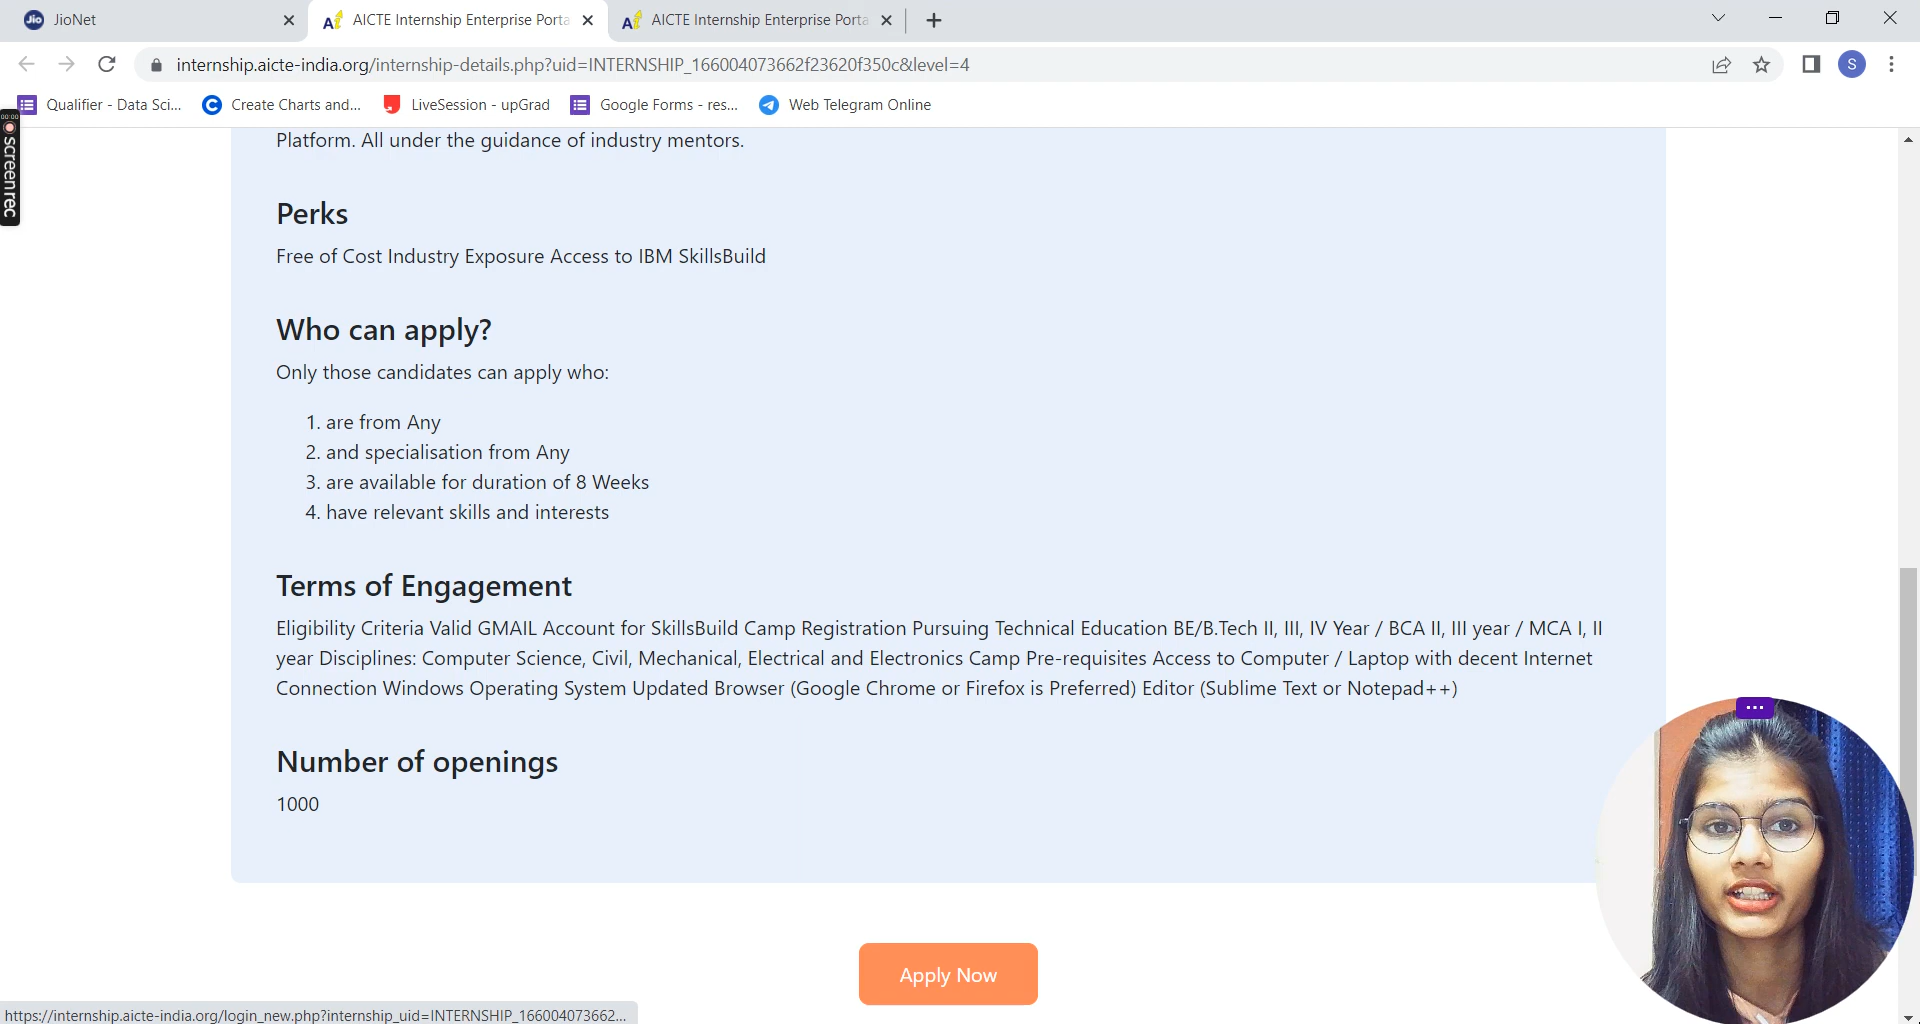 Jio JioNet
AICTE Internship Enterprise Porta
AICTE Internship Enterprise Porta
internship.aicte-india.org/internship-details.php?uid=INTERNSHIP_166004073662f23620f350c&level=4
S
Qualifier - Data Sci...
Create Charts and...
LiveSession - upGrad
Google Forms - res...
Web Telegram Online
00:00
screenrec
Platform. All under the guidance of industry mentors.
Perks
Free of Cost Industry Exposure Access to IBM SkillsBuild
Who can apply?
Only those candidates can apply who:
1. are from Any
2. and specialisation from Any
3. are available for duration of 8 Weeks
4. have relevant skills and interests
Terms of Engagement
Eligibility Criteria Valid GMAIL Account for SkillsBuild Camp Registration Pursuing Technical Education BE/B.Tech II, III, IV Year / BCA II, III year / MCA I, II
year Disciplines: Computer Science, Civil, Mechanical, Electrical and Electronics Camp Pre-requisites Access to Computer / Laptop with decent Internet
Connection Windows Operating System Updated Browser (Google Chrome or Firefox is Preferred) Editor (Sublime Text or Notepad++)
Number of openings
1000
Apply Now
https://internship.aicte-india.org/login_new.php?internship_uid=INTERNSHIP_166004073662...